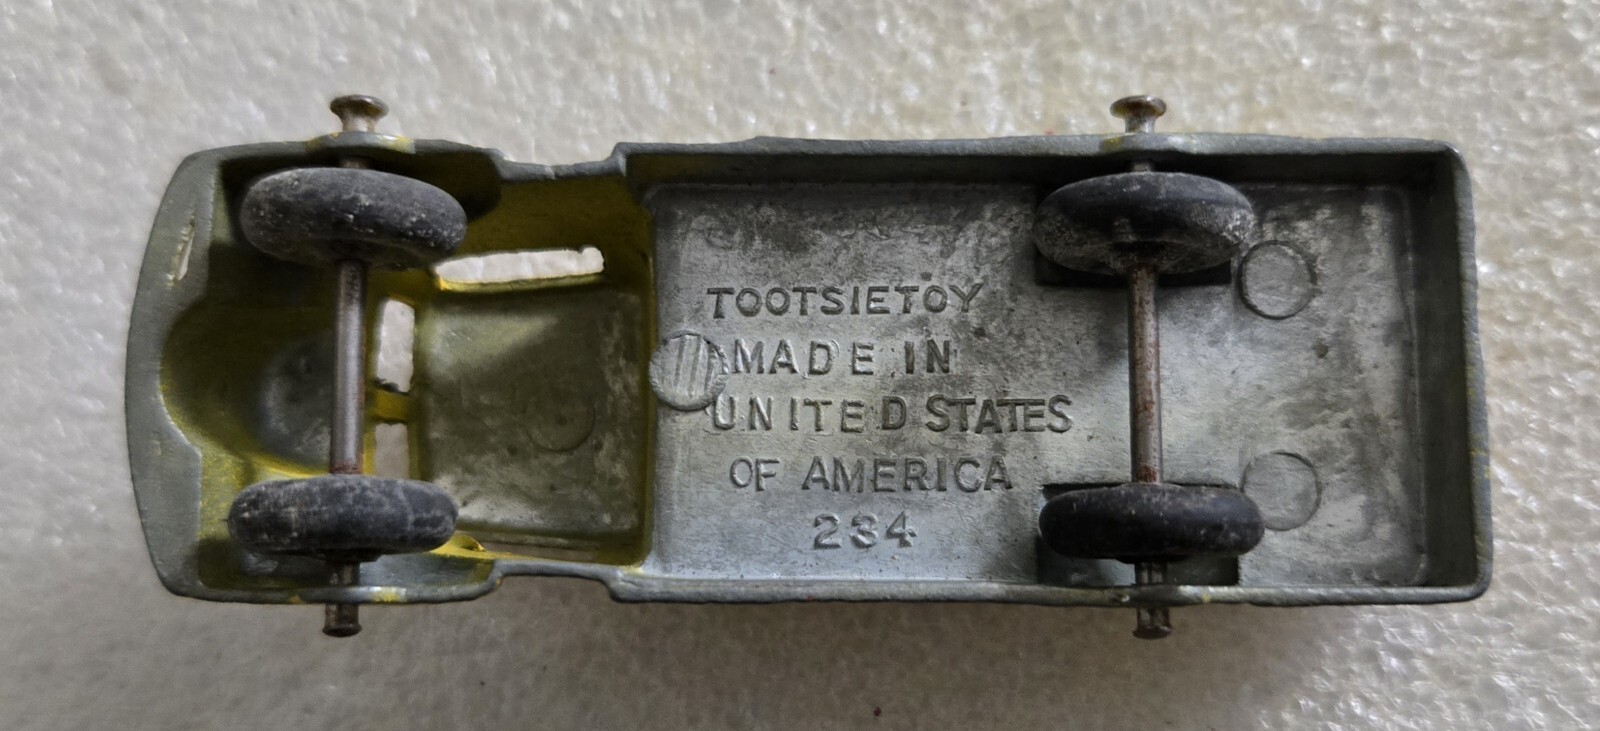 TOOTSIETOY
MADE IN
UNITED STATES
OF AMERICA
234